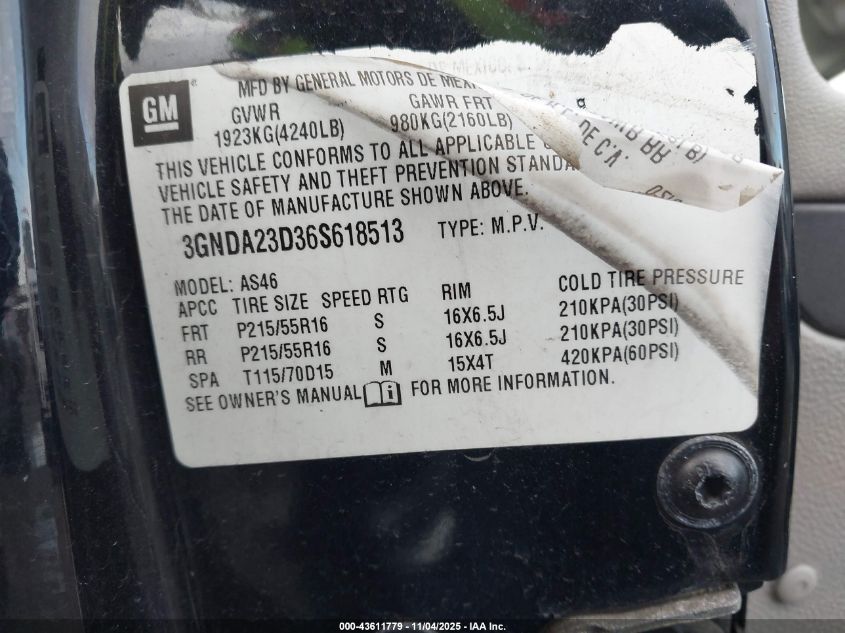 GM
MFD BY GENERAL MOTORS DE
GVWR GAWR FRT
1923KG(4240LB) 980KG(2160LB)
THIS VEHICLE CONFORMS TO ALL APPLICABLE
VEHICLE SAFETY AND THEFT PREVENTION
THE DATE OF MANUFACTURE SHOWN ABOVE.
3GNDA23D36S618513 TYPE: M.P.V.
MODEL: AS46
APCC TIRE SIZE SPEED RTG RIM COLD TIRE PRESSURE
FRT P215/55R16 S 16X6.5J 210KPA(30PSI)
RR P215/55R16 S 16X6.5J 210KPA(30PSI)
SPA T115/70D15 M 15X4T 420KPA(60PSI)
SEE OWNER'S MANUAL FOR MORE INFORMATION.
000-43611779 - 11/04/2025 - IAA Inc.